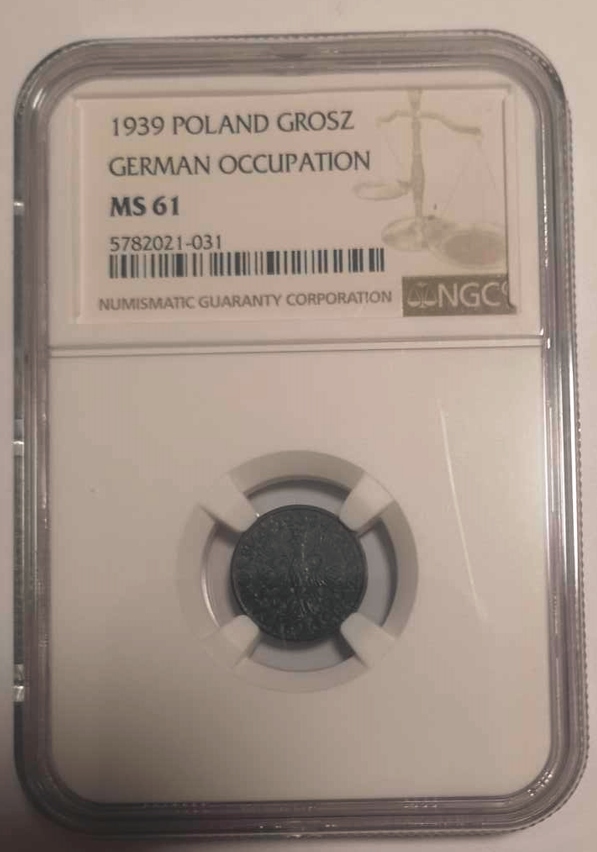 1939 POLAND GROSZ
GERMAN OCCUPATION
MS 61
5782021-031
NUMISMATIC GUARANTY CORPORATION
NGC